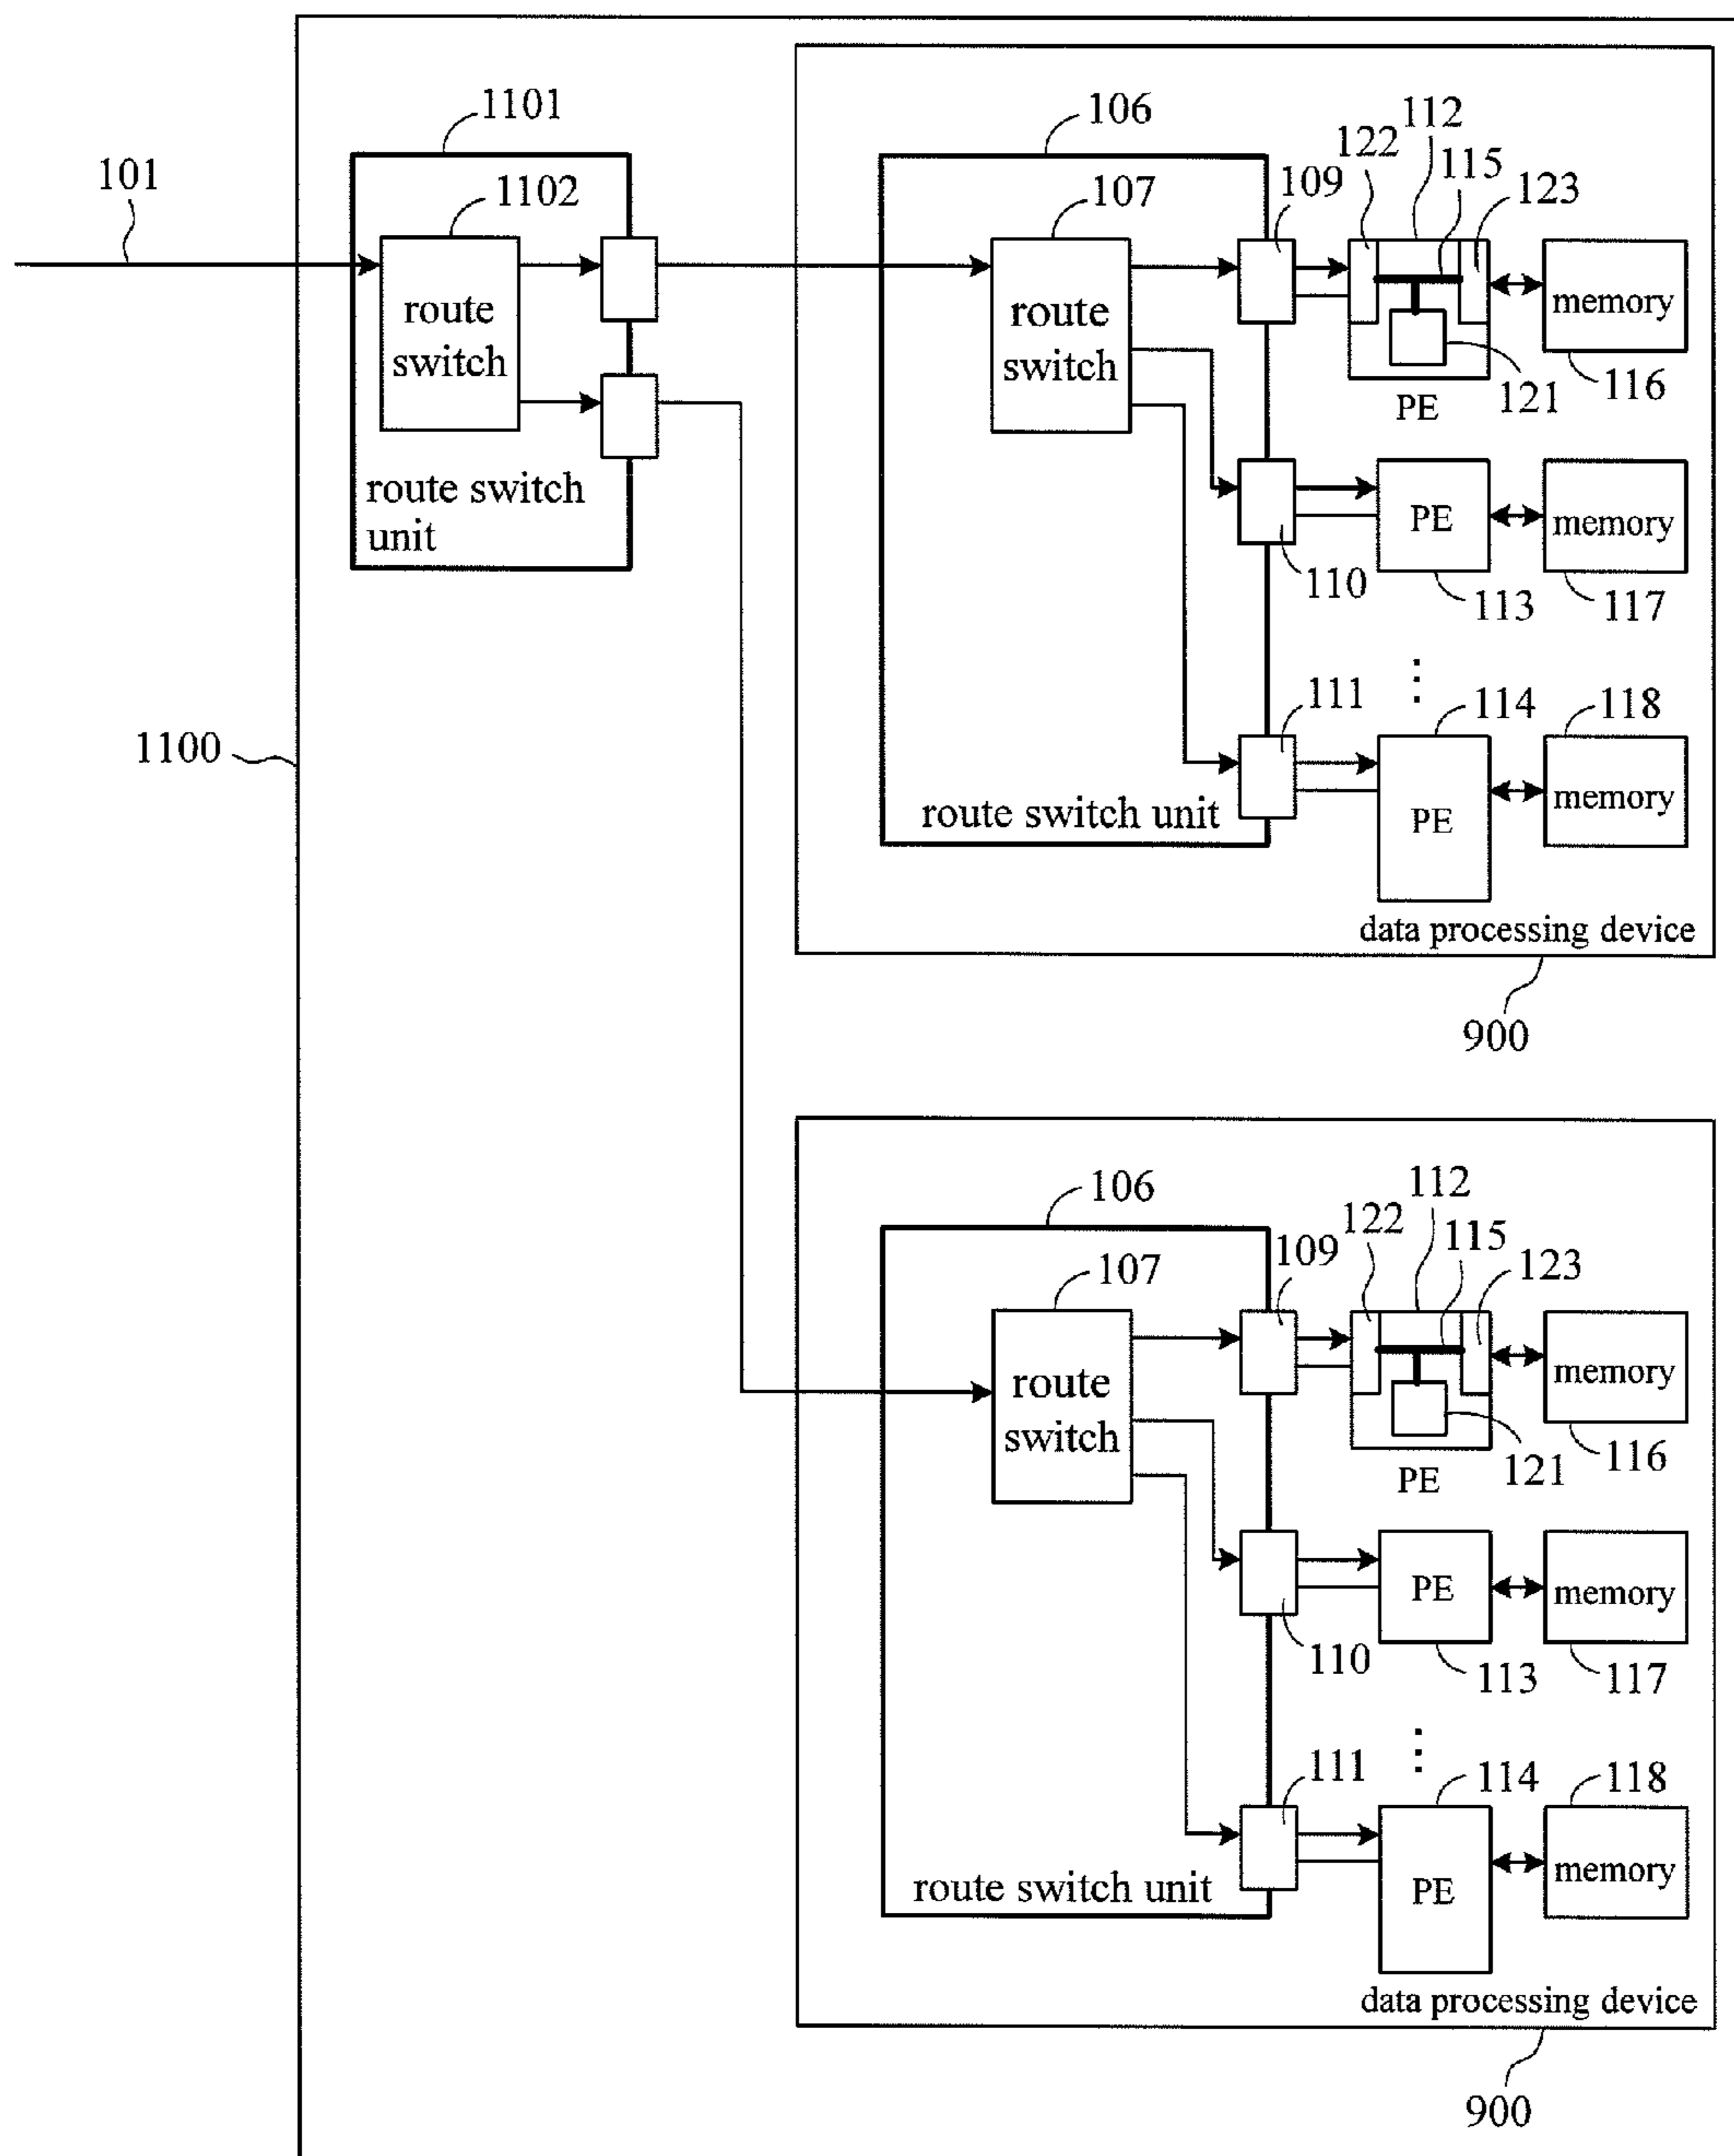 1101
101
1102
route
switch
route switch
unit
1100
106
107
route
switch
109
122
112
115
123
121
PE
memory
116
110
PE
113
memory
117
111
114
PE
118
memory
route switch unit
data processing device
900
106
107
route
switch
109
122
112
115
123
121
PE
memory
116
110
PE
113
memory
117
111
114
PE
118
memory
route switch unit
data processing device
900